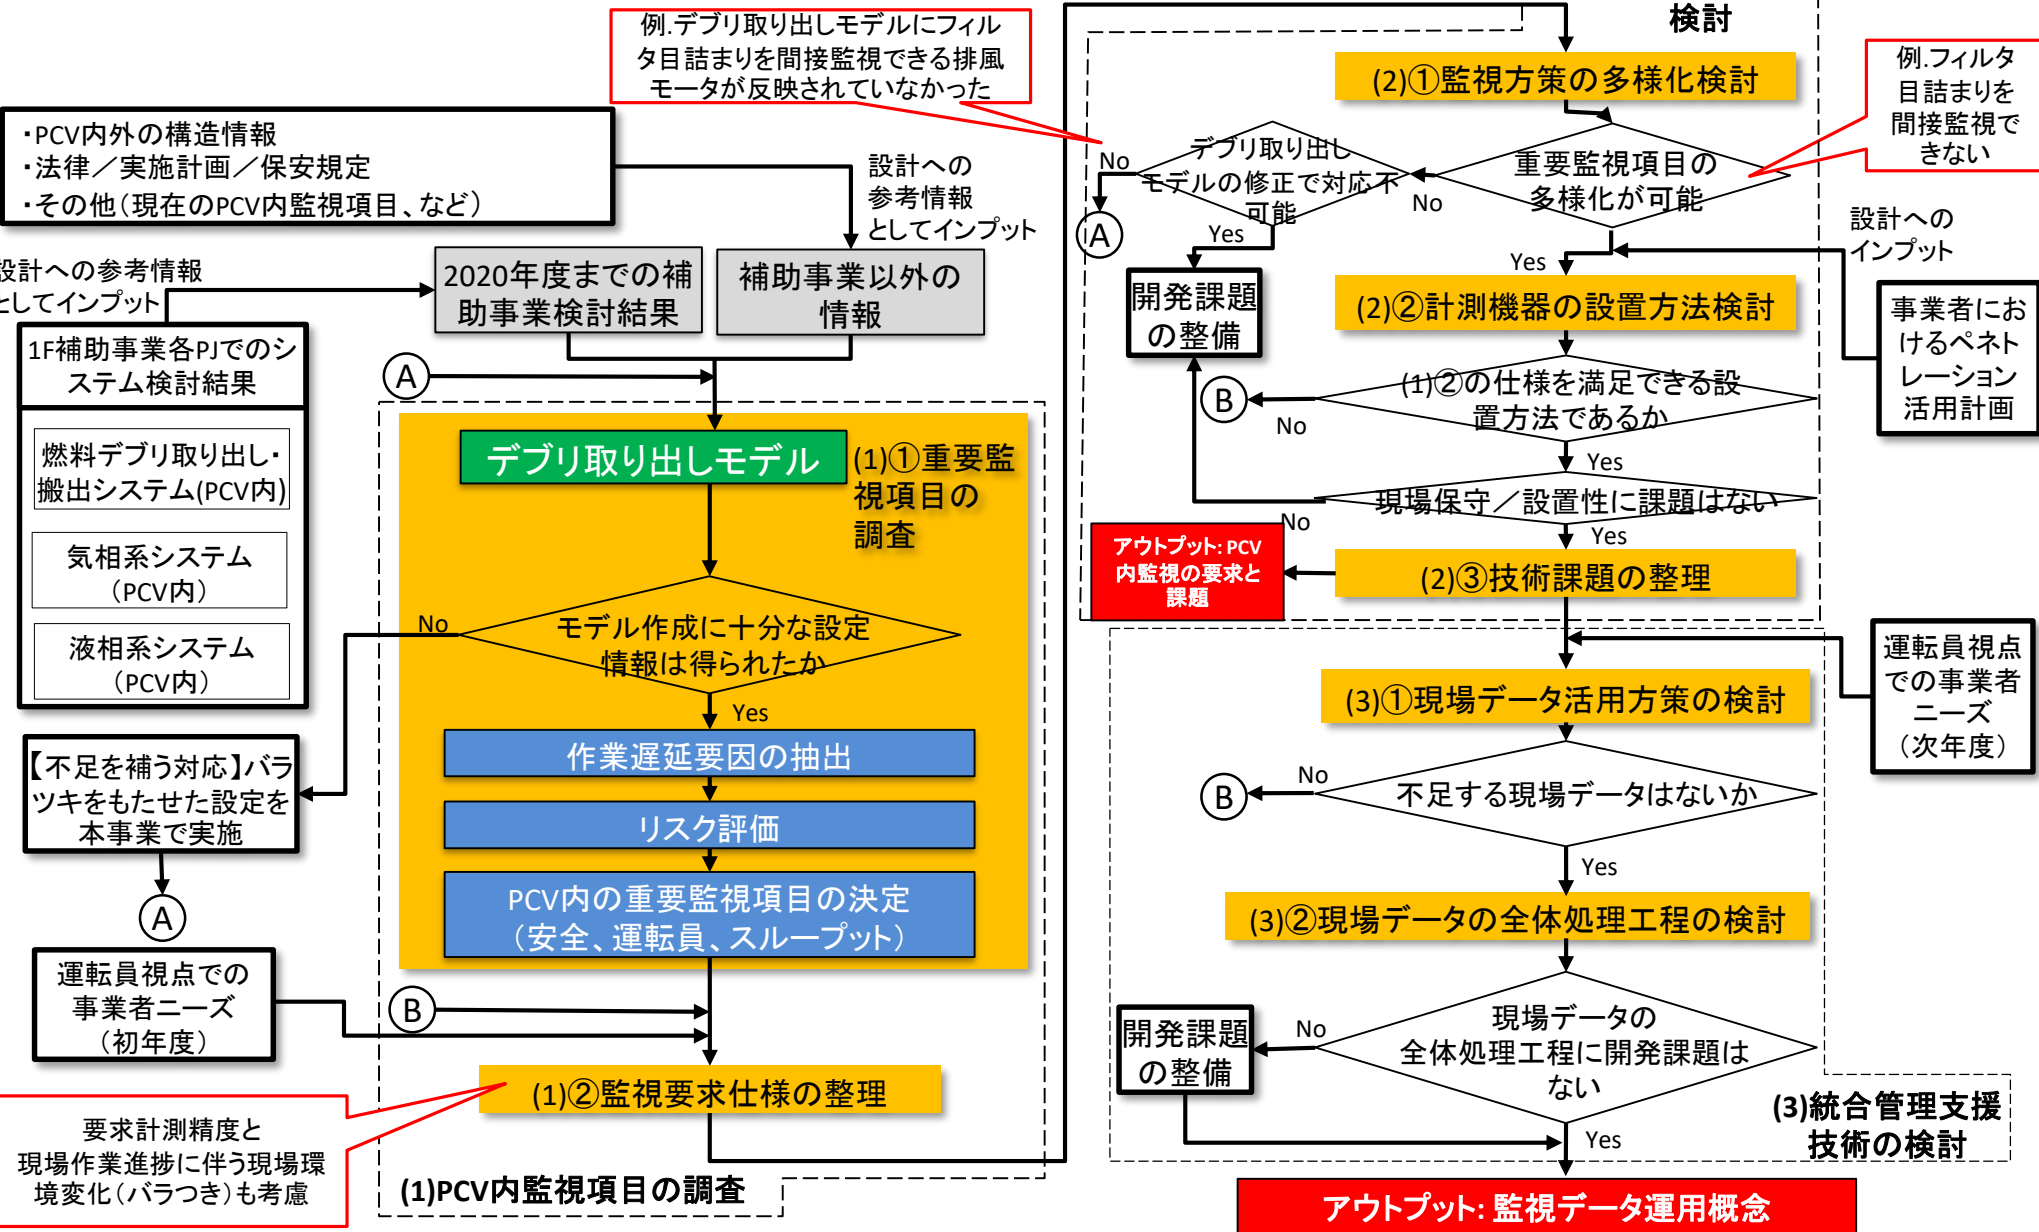 例.デブリ取り出しモデルにフィル
タ目詰まりを間接監視できる排風
モータが反映されていなかった
・PCV内外の構造情報
・法律／実施計画／保安規定
・その他（現在のPCV内監視項目、など）
設計への
参考情報
としてインプット
設計への参考情報
としてインプット
2020年度までの補
助事業検討結果
補助事業以外の
情報
1F補助事業各PJでのシ
ステム検討結果
燃料デブリ取り出し・
搬出システム(PCV内)
気相系システム
（PCV内）
液相系システム
（PCV内）
A
デブリ取り出しモデル
(1)①重要監
視項目の
調査
モデル作成に十分な設定
情報は得られたか
No
Yes
【不足を補う対応】バラ
ツキをもたせた設定を
本事業で実施
A
作業遅延要因の抽出
リスク評価
PCV内の重要監視項目の決定
（安全、運転員、スループット）
運転員視点での
事業者ニーズ
（初年度）
B
(1)②監視要求仕様の整理
要求計測精度と
現場作業進捗に伴う現場環
境変化（バラつき）も考慮
(1)PCV内監視項目の調査
検討
(2)①監視方策の多様化検討
例.フィルタ
目詰まりを
間接監視で
きない
重要監視項目の
多様化が可能
No
デブリ取り出し
モデルの修正で対応不
可能
No
A
Yes
開発課題
の整備
Yes
設計への
インプット
事業者にお
けるペネト
レーション
活用計画
(2)②計測機器の設置方法検討
(1)②の仕様を満足できる設
置方法であるか
B
No
Yes
現場保守／設置性に課題はない
No
Yes
アウトプット: PCV
内監視の要求と
課題
(2)③技術課題の整理
運転員視点
での事業者
ニーズ
（次年度）
(3)①現場データ活用方策の検討
不足する現場データはないか
No
B
Yes
(3)②現場データの全体処理工程の検討
現場データの
全体処理工程に開発課題は
ない
No
開発課題
の整備
Yes
(3)統合管理支援
技術の検討
アウトプット: 監視データ運用概念